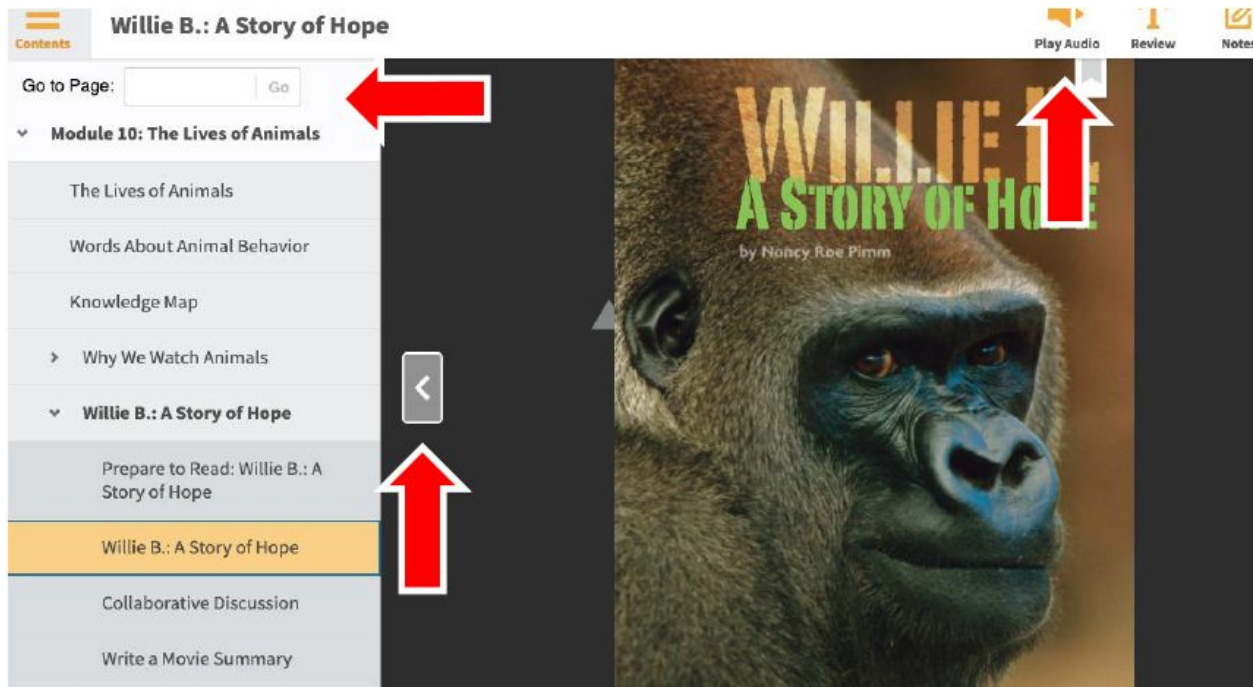 Contents
Willie B.: A Story of Hope
Play Audio
Review
Notes
Go to Page:
Go
Module 10: The Lives of Animals
The Lives of Animals
Words About Animal Behavior
Knowledge Map
Why We Watch Animals
Willie B.: A Story of Hope
Prepare to Read: Willie B.: A
Story of Hope
Willie B.: A Story of Hope
Collaborative Discussion
Write a Movie Summary
WILLIE
A STORY OF
by Nancy Roe Pimm